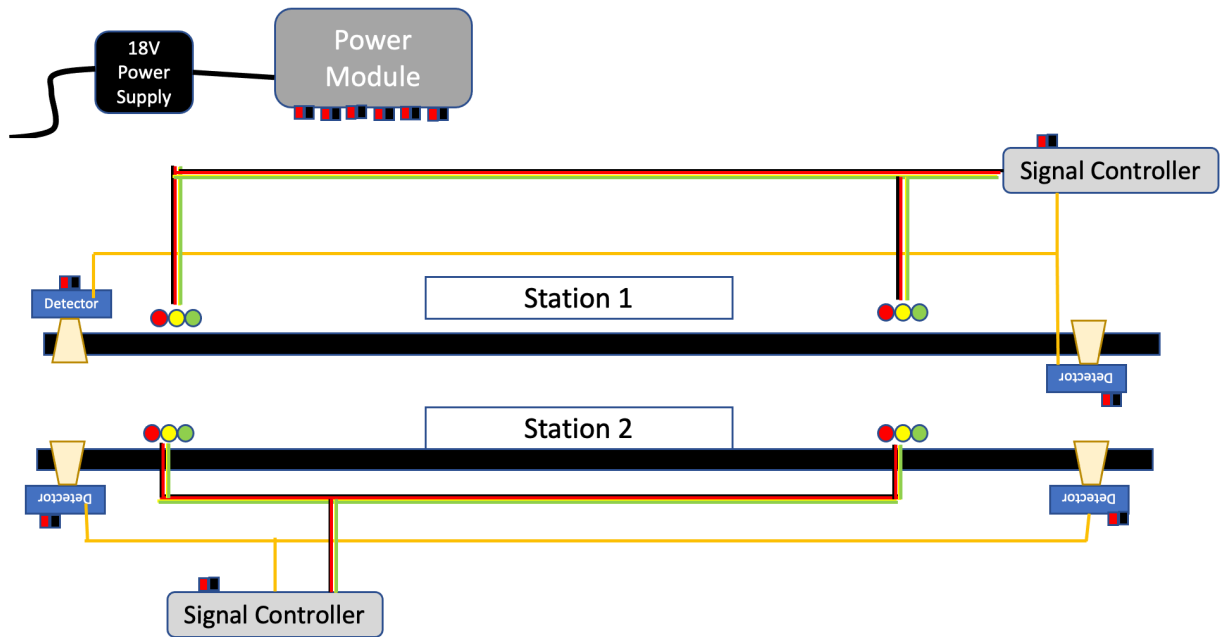 18V
Power
Supply
Power
Module
Signal Controller
Station 1
Detector
Detector
Station 2
Detector
Detector
Signal Controller